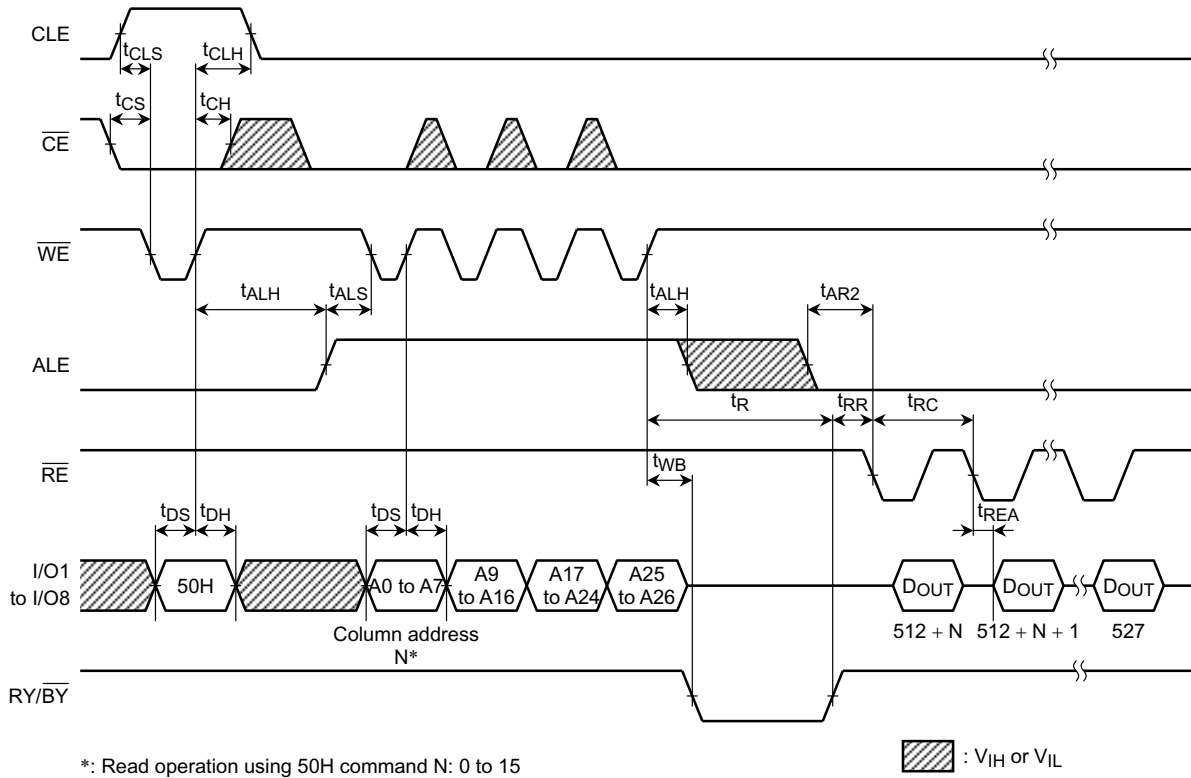 CLE
tCLS
tCLH
tCS
tCH
CE
WE
tALH
tALS
tALH
tAR2
ALE
tR
tRR
tRC
RE
tWB
tDS
tDH
tDS
tDH
tREA
I/O1
to I/O8
50H
A0 to A7
A9
to A16
A17
to A24
A25
to A26
DOUT
DOUT
DOUT
Column address
N*
512 + N
512 + N + 1
527
RY/BY
*: Read operation using 50H command N: 0 to 15
: VIH or VIL